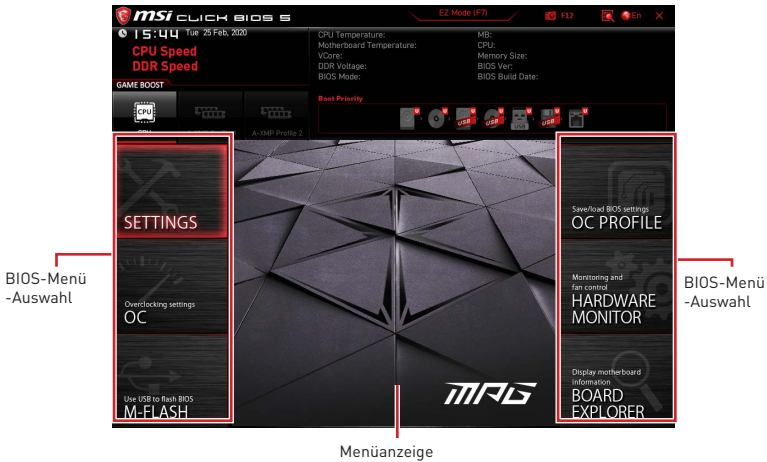 msi CLICK BIOS 5
EZ Mode (F7)
F12
En
15:44 Tue 25 Feb, 2020
CPU Speed
DDR Speed
CPU Temperature:
Motherboard Temperature:
VCore:
DDR Voltage:
BIOS Mode:
MB:
CPU:
Memory Size:
BIOS Ver:
BIOS Build Date:
GAME BOOST
CPU
Boot Priority
U
U
U
U
U
U
U
USB
USB
USB
USB
CPU
A-XMP Profile 2
SETTINGS
Overclocking settings
OC
Use USB to flash BIOS
M-FLASH
Save/load BIOS settings
OC PROFILE
Monitoring and
fan control
HARDWARE
MONITOR
Display motherboard
information
BOARD
EXPLORER
MPG
BIOS-Menü
-Auswahl
BIOS-Menü
-Auswahl
Menüanzeige